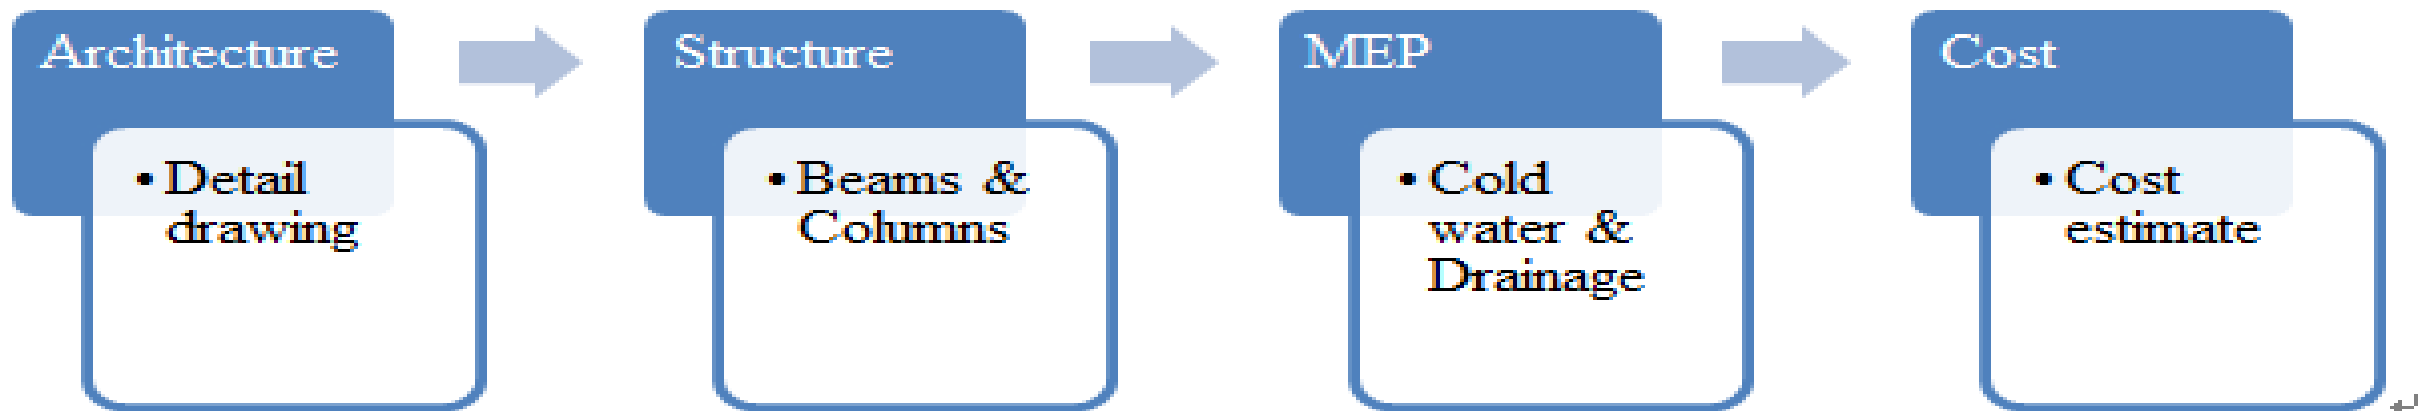 Architecture
• Detail
drawing
Structure
• Beams &
Columns
MEP
• Cold
water &
Drainage
Cost
• Cost
estimate